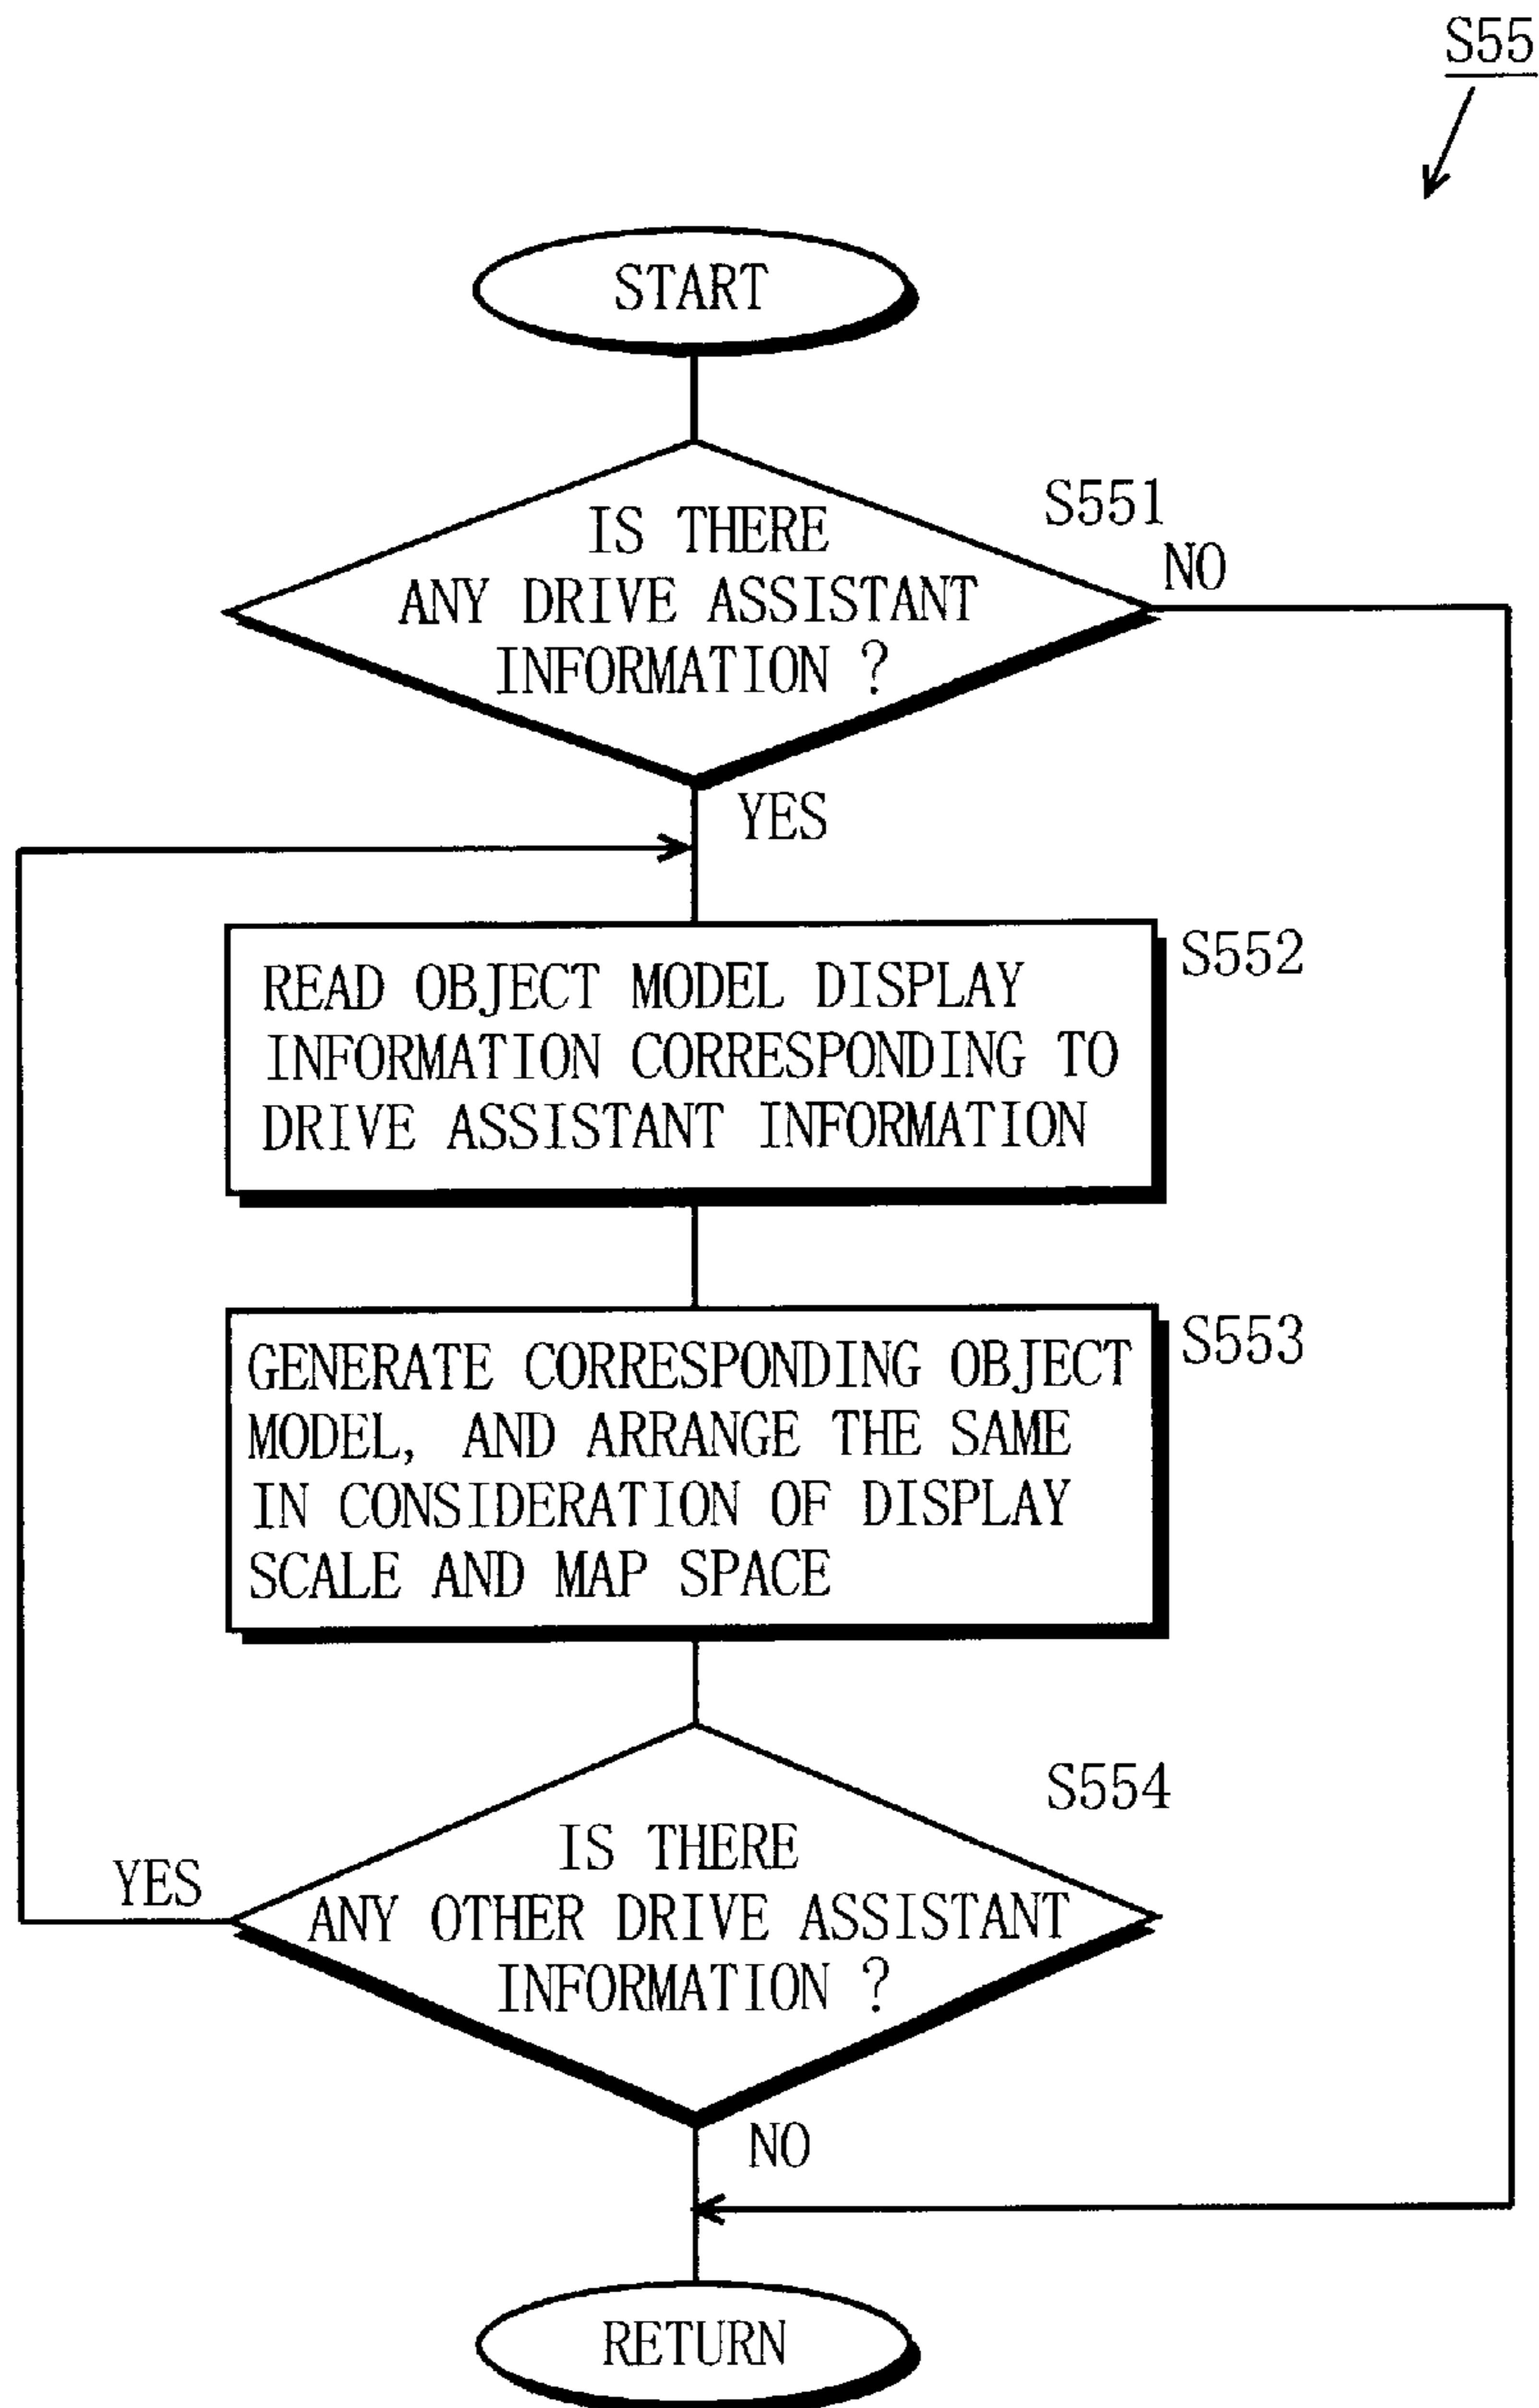 S55
START
S551
IS THERE
NO
ANY DRIVE ASSISTANT
INFORMATION ?
YES
S552
READ OBJECT MODEL DISPLAY
INFORMATION CORRESPONDING TO
DRIVE ASSISTANT INFORMATION
S553
GENERATE CORRESPONDING OBJECT
MODEL, AND ARRANGE THE SAME
IN CONSIDERATION OF DISPLAY
SCALE AND MAP SPACE
S554
IS THERE
YES
ANY OTHER DRIVE ASSISTANT
INFORMATION ?
NO
RETURN